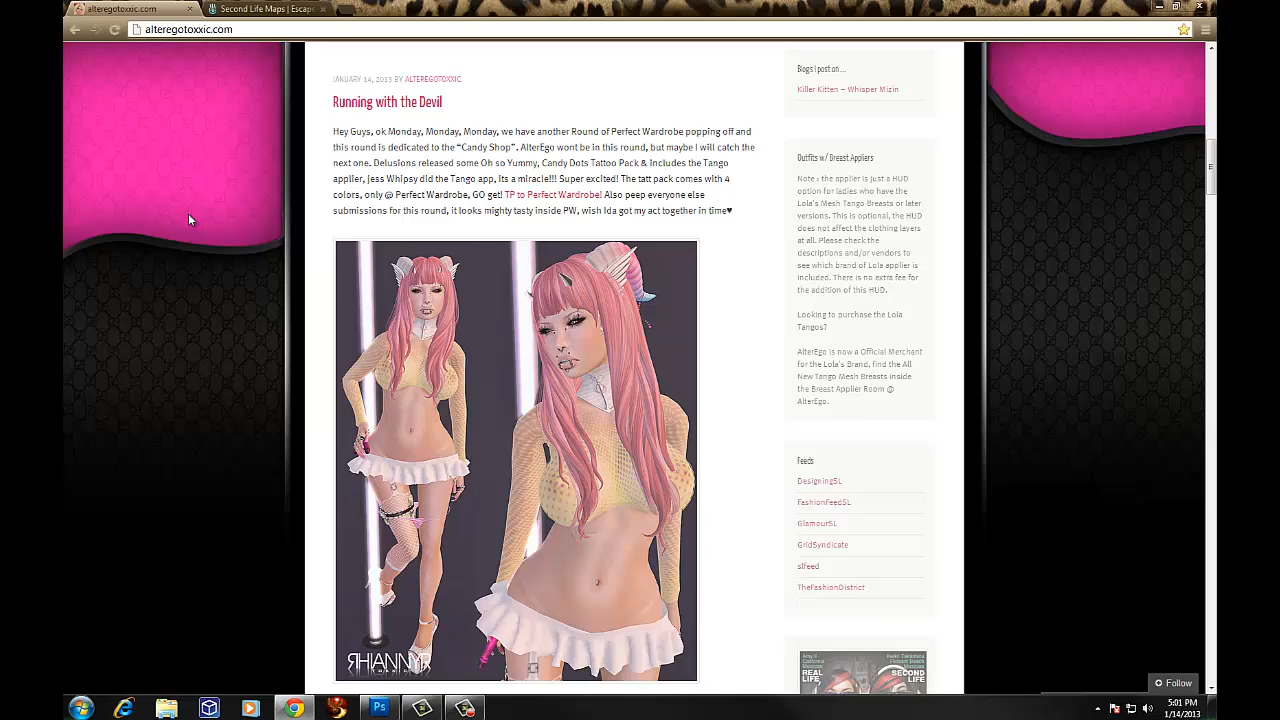 alteregotoxxic.com
Second Life Maps | Escap
alteregotoxxic.com
JANUARY 14, 2013 BY ALTEREGOTOXXIC
Running with the Devil
Hey Guys, ok Monday, Monday, Monday, we have another Round of Perfect Wardrobe popping off and
this round is dedicated to the “Candy Shop”. AlterEgo wont be in this round, but maybe I will catch the
next one. Delusions released some Oh so Yummy, Candy Dots Tattoo Pack & includes the Tango
applier, Jess Whipsy did the Tango app, its a miracle!!! Super excited! The tatt pack comes with 4
colors, only @ Perfect Wardrobe, GO get! TP to Perfect Wardrobe! Also peep everyone else
submissions for this round, it looks mighty tasty inside PW, wish Ida got my act together in time♥
RHIANNYR
Blogs I post on ...
Killer Kitten – Whisper Mizin
Outfits w/ Breast Appliers
Note : the applier is just a HUD
option for ladies who have the
Lola's Mesh Tango Breasts or later
versions. This is optional, the HUD
does not affect the clothing layers
at all. Please check the
descriptions and/or vendors to
see which brand of Lola applier is
included. There is no extra fee for
the addition of this HUD.
Looking to purchase the Lola
Tangos?
AlterEgo is now a Official Merchant
for the Lola's Brand, find the All
New Tango Mesh Breasts inside
the Breast Applier Room @
AlterEgo.
Feeds
DesigningSL
FashionFeedSL
GlamourSL
GridSyndicate
slfeed
TheFashionDistrict
REAL
LIFE
SECOND
LIFE
Follow
Ps
5:01 PM
1/14/2013